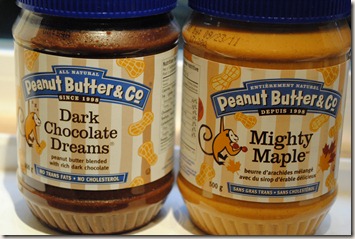 ALL NATURAL
Peanut Butter & Co
SINCE 1998
Dark
Chocolate
Dreams
peanut butter blended
with rich dark chocolate
NO TRANS FATS • NO CHOLESTEROL
ENTIÈREMENT NATUREL
Peanut Butter & Co
DEPUIS 1998
Mighty
Maple™
beurre d'arachides mélangé
avec du sirop d'érable délicieux
500 g
SANS GRAS TRANS • SANS CHOLESTÉROL